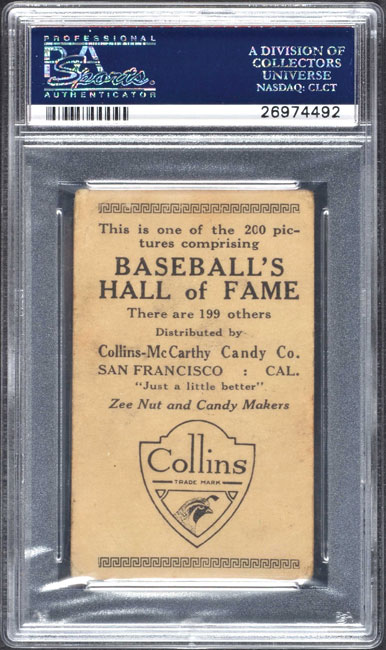 PROFESSIONAL
PSA
Sports
AUTHENTICATOR
A DIVISION OF
COLLECTORS
UNIVERSE
NASDAQ: CLCT
26974492
This is one of the 200 pic-
tures comprising
BASEBALL'S
HALL of FAME
There are 199 others
Distributed by
Collins-McCarthy Candy Co.
SAN FRANCISCO : CAL.
"Just a little better"
Zee Nut and Candy Makers
Collins
TRADE MARK